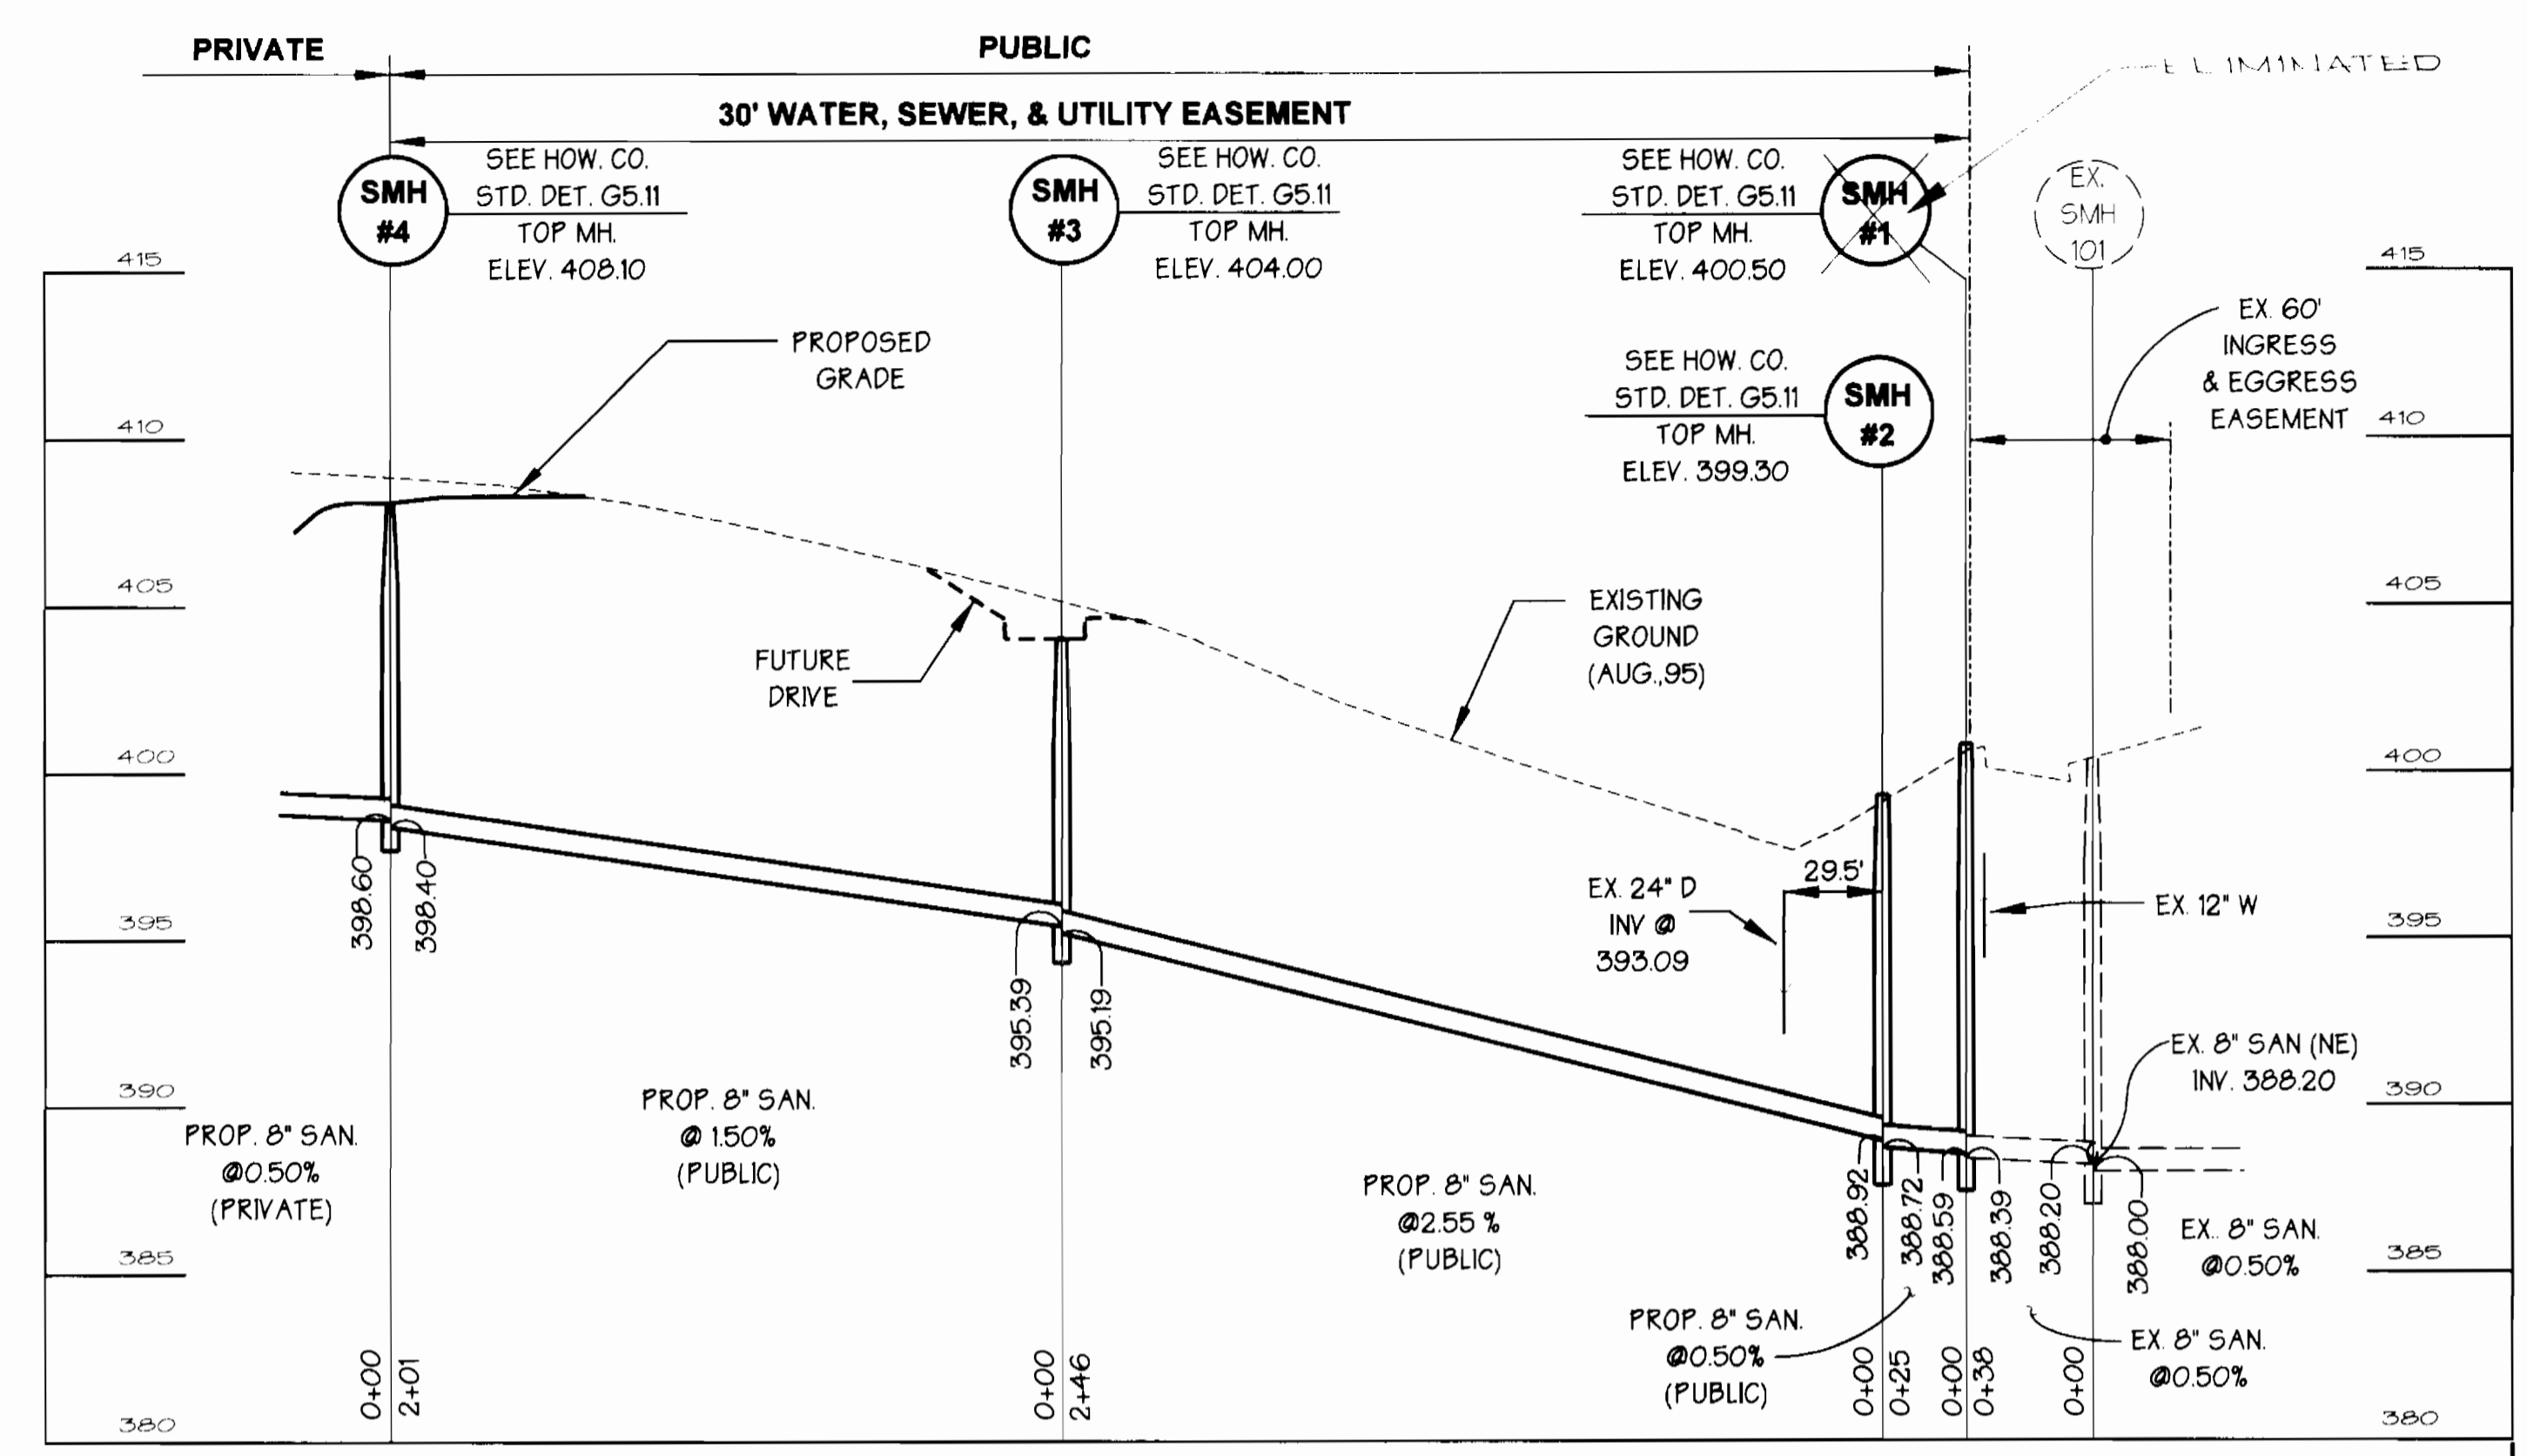 PRIVATE
PUBLIC
ELIMINATED
30' WATER, SEWER, & UTILITY EASEMENT
SMH
#4
SEE HOW. CO.
STD. DET. G5.11
TOP MH.
ELEV. 408.10
SMH
#3
SEE HOW. CO.
STD. DET. G5.11
TOP MH.
ELEV. 404.00
SEE HOW. CO.
STD. DET. G5.11
TOP MH.
ELEV. 400.50
SMH
#1
EX.
SMH
101
415
415
EX. 60'
INGRESS
& EGGRESS
EASEMENT
PROPOSED
GRADE
SEE HOW. CO.
STD. DET. G5.11
TOP MH.
ELEV. 399.30
SMH
#2
410
410
405
405
EXISTING
GROUND
(AUG.,95)
FUTURE
DRIVE
400
400
398.60
398.40
29.5'
EX. 24" D
INV @
393.09
EX. 12" W
395
395
395.39
395.19
EX. 8" SAN (NE)
INV. 388.20
390
390
PROP. 8" SAN.
@0.50%
(PRIVATE)
PROP. 8" SAN.
@ 1.50%
(PUBLIC)
PROP. 8" SAN.
@2.55 %
(PUBLIC)
388.92
388.72
388.59
388.39
388.20
388.00
EX.. 8" SAN.
@0.50%
385
385
PROP. 8" SAN.
@0.50%
(PUBLIC)
EX. 8" SAN.
@0.50%
0+00
2+01
0+00
2+46
0+00
0+25
0+00
0+38
0+00
380
380